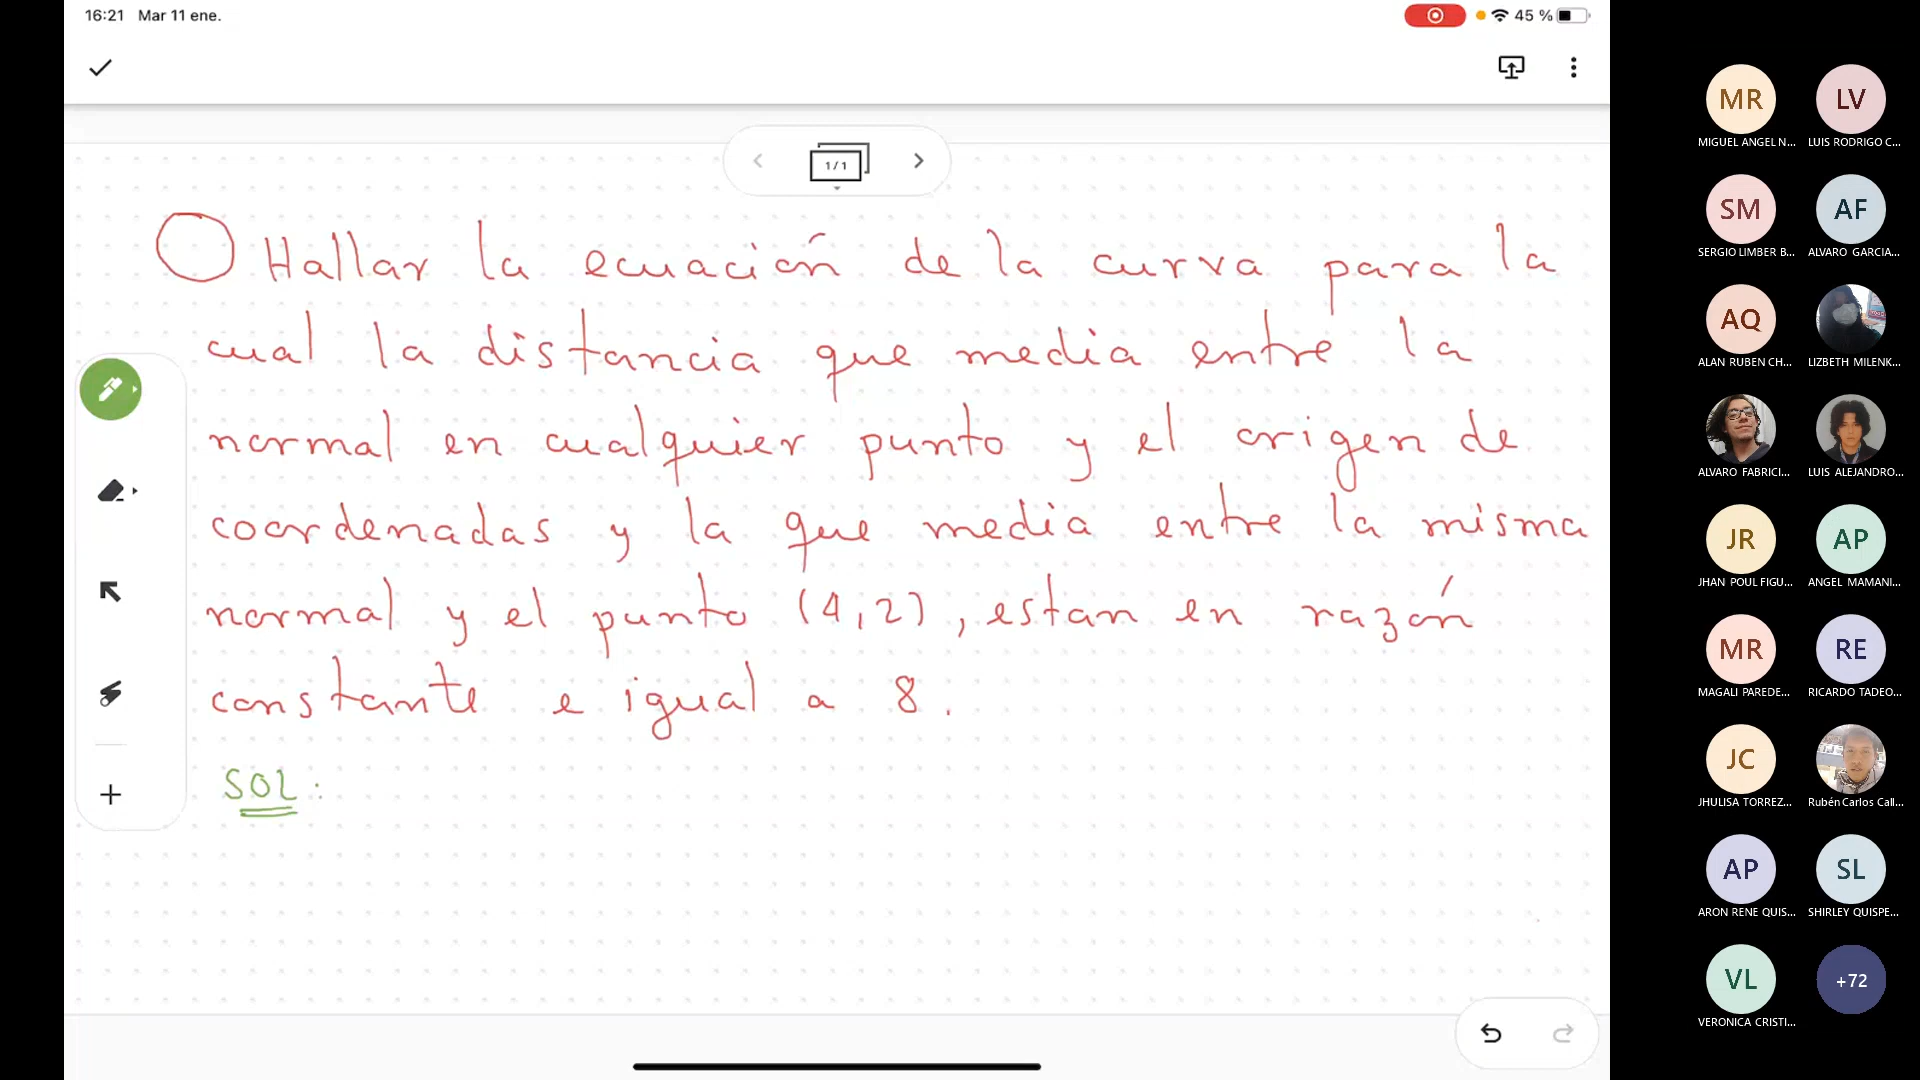 16:21 Mar 11 ene.
45 %
1 / 1
Hallar la ecuación de la curva para la
cual la distancia que media entre la
normal en cualquier punto y el origen de
coordenadas y la que media entre la misma
normal y el punto (4,2), estan en razón
constante e igual a 8.
SOL:
MR LV
MIGUEL ANGEL N... LUIS RODRIGO C...
SM AF
SERGIO LIMBER B... ALVARO GARCIA...
AQ
ALAN RUBEN CH... LIZBETH MILENK...
ALVARO FABRICI... LUIS ALEJANDRO...
JR AP
JHAN POUL FIGU... ANGEL MAMANI...
MR RE
MAGALI PAREDE... RICARDO TADEO...
JC
JHULISA TORREZ... Rubén Carlos Call...
AP SL
ARON RENE QUIS... SHIRLEY QUISPE...
VL +72
VERONICA CRISTI...